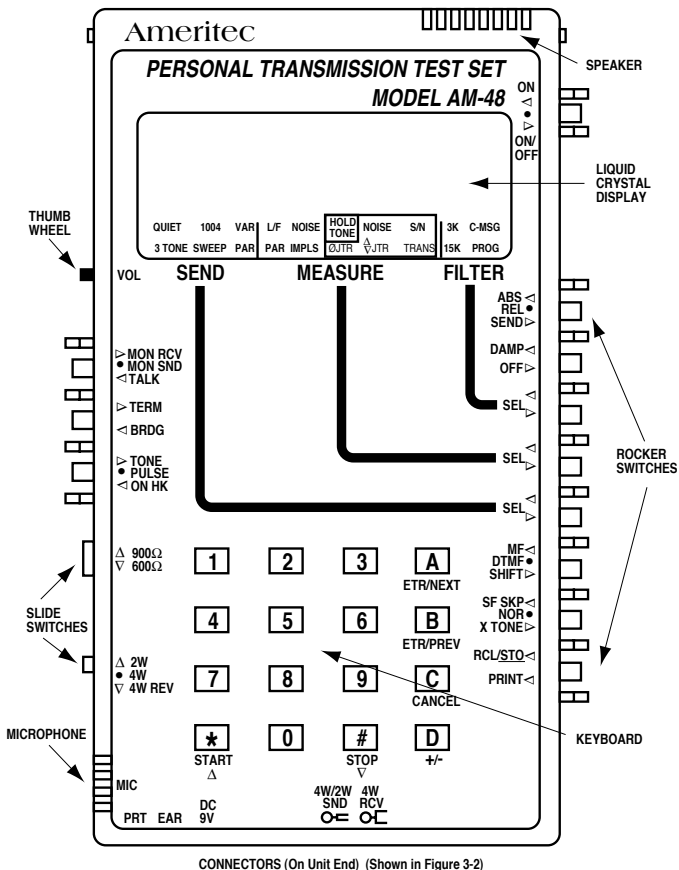 Ameritec
SPEAKER
PERSONAL TRANSMISSION TEST SET
MODEL AM-48
ON
ON/
OFF
LIQUID
CRYSTAL
DISPLAY
QUIET 1004 VAR L/F NOISE HOLD TONE NOISE S/N 3K C-MSG
3 TONE SWEEP PAR PAR IMPLS ØJTR Δ∇JTR TRANS 15K PROG
THUMB
WHEEL
VOL
SEND MEASURE FILTER
ABS ◁
REL •
SEND ▷
DAMP ◁
OFF ▷
SEL ◁ ▷
SEL ◁ ▷
SEL ◁ ▷
▷ MON RCV
• MON SND
◁ TALK
▷ TERM
◁ BRDG
▷ TONE
• PULSE
◁ ON HK
ROCKER
SWITCHES
Δ 900Ω
∇ 600Ω
SLIDE
SWITCHES
Δ 2W
• 4W
∇ 4W REV
1 2 3 A
ETR/NEXT
4 5 6 B
ETR/PREV
7 8 9 C
CANCEL
* 0 # D
START STOP +/-
Δ ∇
MF ◁
DTMF •
SHIFT ▷
SF SKP ◁
NOR •
X TONE ▷
RCL/STO ◁
PRINT ◁
KEYBOARD
MICROPHONE
MIC
PRT EAR DC
9V
4W/2W
SND
4W
RCV
CONNECTORS (On Unit End) (Shown in Figure 3-2)